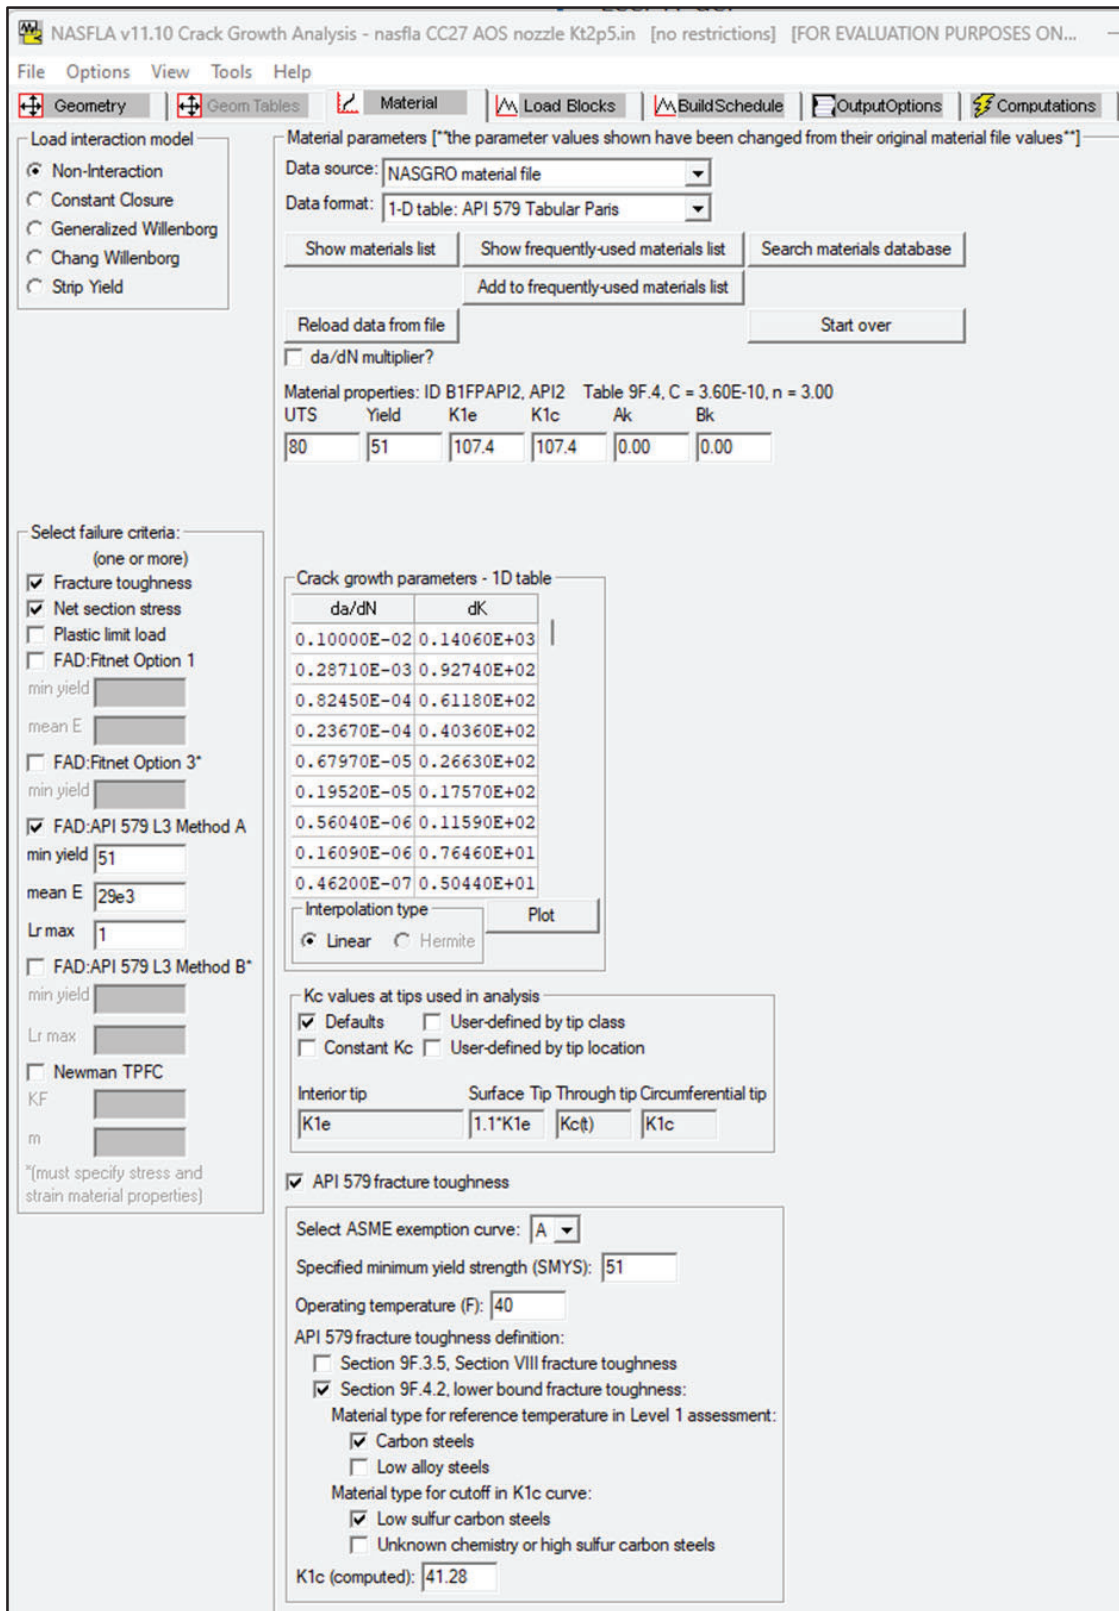 NASFLA v11.10 Crack Growth Analysis - nasfla CC27 AOS nozzle Kt2p5.in [no restrictions] [FOR EVALUATION PURPOSES ON...
File Options View Tools Help
Geometry Geom Tables Material Load Blocks BuildSchedule OutputOptions Computations
Load interaction model
Non-Interaction
Constant Closure
Generalized Willenborg
Chang Willenborg
Strip Yield
Material parameters [**the parameter values shown have been changed from their original material file values**]
Data source: NASGRO material file
Data format: 1-D table: API 579 Tabular Paris
Show materials list Show frequently-used materials list Search materials database
Add to frequently-used materials list
Reload data from file Start over
da/dN multiplier?
Material properties: ID B1FPAPI2, API2 Table 9F.4, C = 3.60E-10, n = 3.00
UTS Yield K1e K1c Ak Bk
80 51 107.4 107.4 0.00 0.00
Select failure criteria:
(one or more)
Fracture toughness
Net section stress
Plastic limit load
FAD:Fitnet Option 1
min yield
mean E
FAD:Fitnet Option 3*
min yield
FAD:API 579 L3 Method A
min yield 51
mean E 29e3
Lr max 1
FAD:API 579 L3 Method B*
min yield
Lr max
Newman TPFC
KF
m
*(must specify stress and
strain material properties)
Crack growth parameters - 1D table
da/dN dK
0.10000E-02 0.14060E+03
0.28710E-03 0.92740E+02
0.82450E-04 0.61180E+02
0.23670E-04 0.40360E+02
0.67970E-05 0.26630E+02
0.19520E-05 0.17570E+02
0.56040E-06 0.11590E+02
0.16090E-06 0.76460E+01
0.46200E-07 0.50440E+01
Interpolation type
Linear Hermite
Plot
Kc values at tips used in analysis
Defaults User-defined by tip class
Constant Kc User-defined by tip location
Interior tip Surface Tip Through tip Circumferential tip
K1e 1.1*K1e Kc(t) K1c
API 579 fracture toughness
Select ASME exemption curve: A
Specified minimum yield strength (SMYS): 51
Operating temperature (F): 40
API 579 fracture toughness definition:
Section 9F.3.5, Section VIII fracture toughness
Section 9F.4.2, lower bound fracture toughness:
Material type for reference temperature in Level 1 assessment:
Carbon steels
Low alloy steels
Material type for cutoff in K1c curve:
Low sulfur carbon steels
Unknown chemistry or high sulfur carbon steels
K1c (computed): 41.28